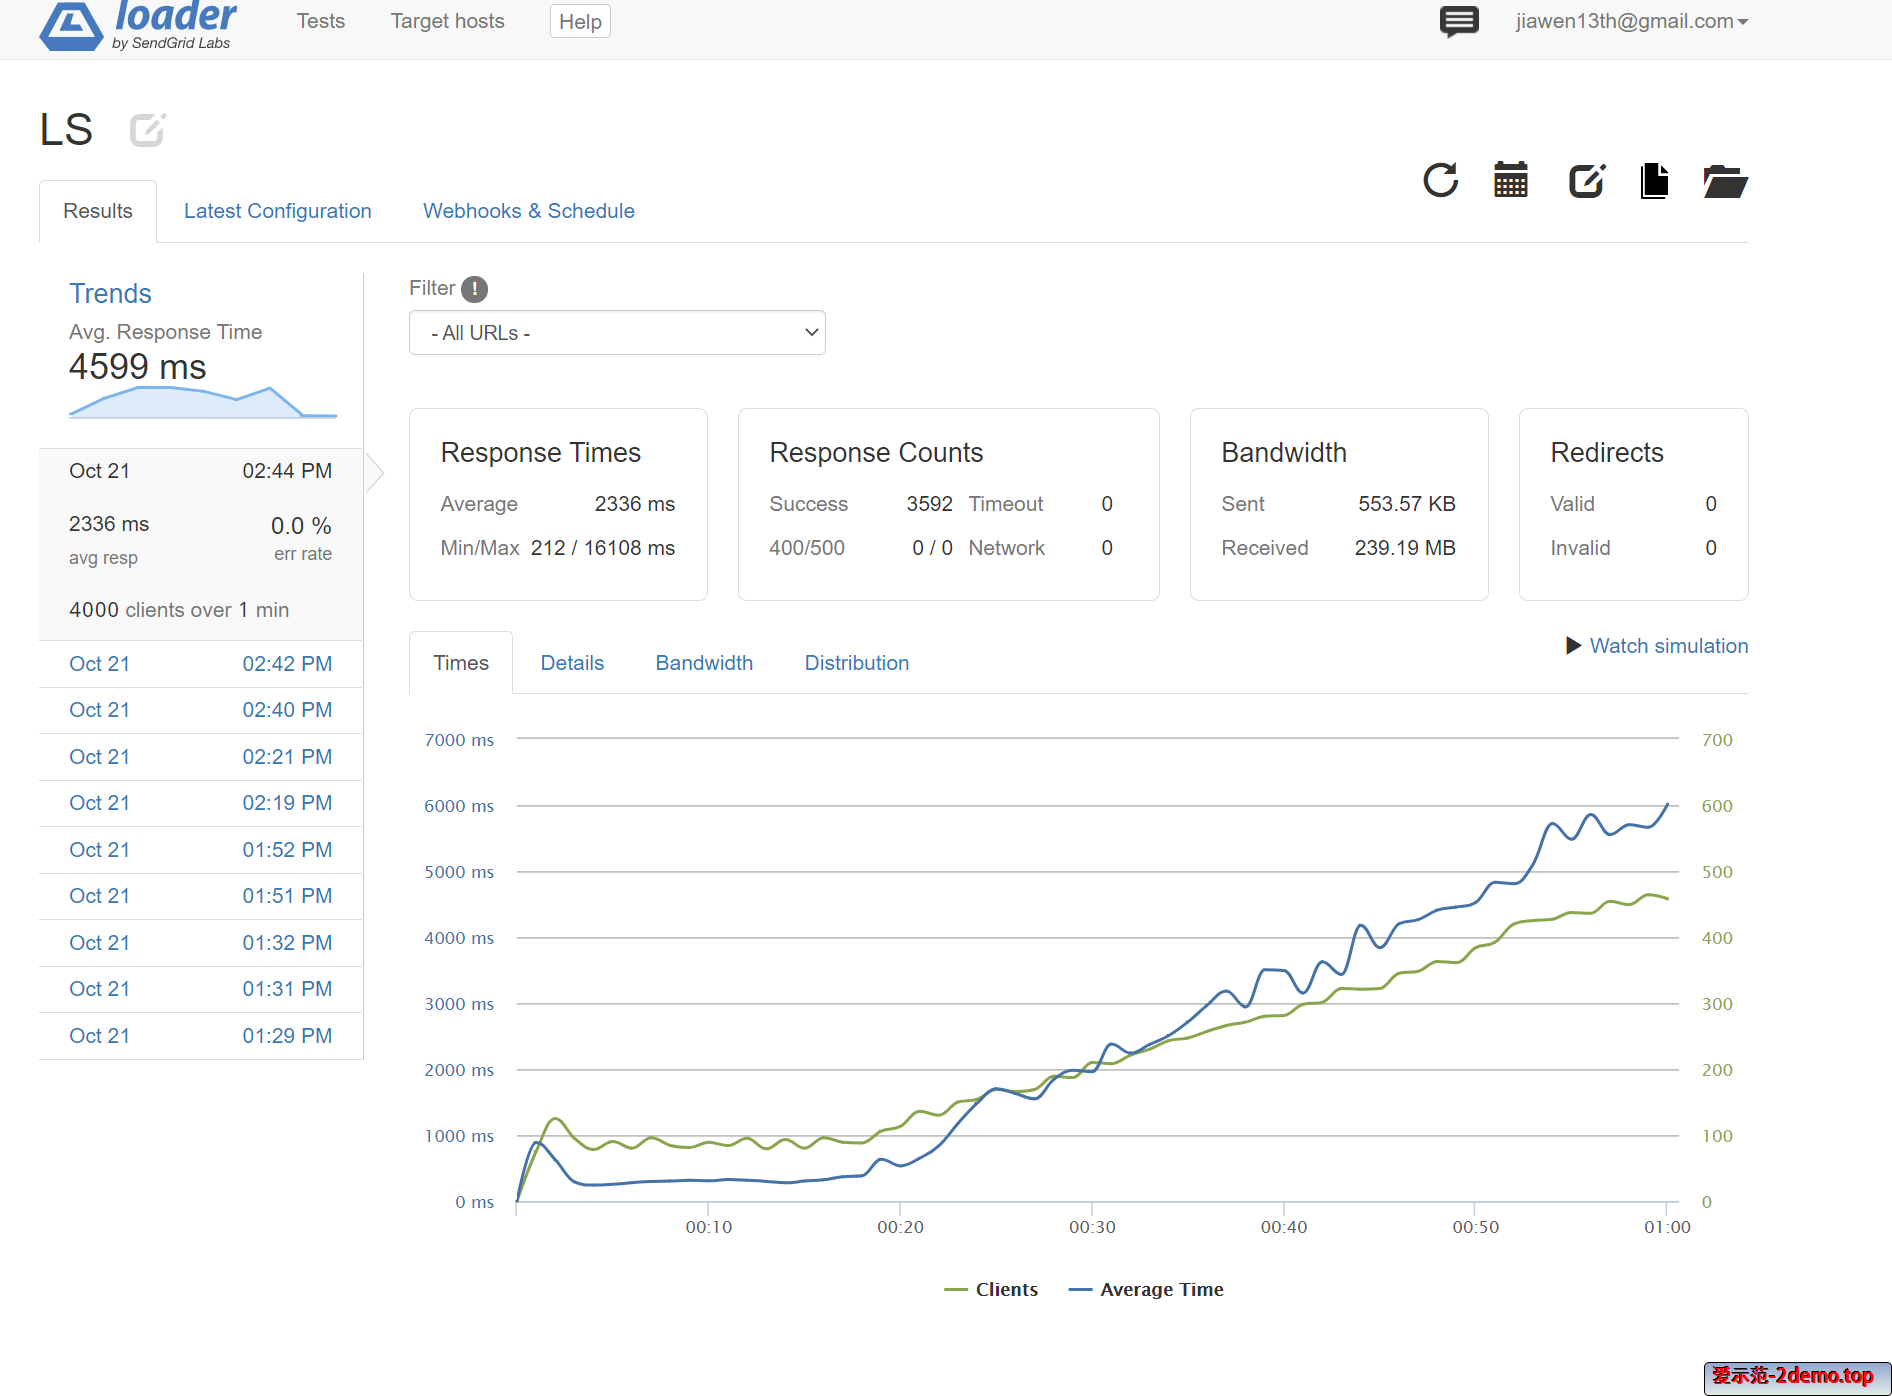 loader
by SendGrid Labs
Tests
Target hosts
Help
jiawen13th@gmail.com
LS
Results
Latest Configuration
Webhooks & Schedule
Trends
Avg. Response Time
4599 ms
Oct 21 02:44 PM
2336 ms 0.0 %
avg resp err rate
4000 clients over 1 min
Oct 21 02:42 PM
Oct 21 02:40 PM
Oct 21 02:21 PM
Oct 21 02:19 PM
Oct 21 01:52 PM
Oct 21 01:51 PM
Oct 21 01:32 PM
Oct 21 01:31 PM
Oct 21 01:29 PM
Filter !
- All URLs -
Response Times
Average 2336 ms
Min/Max 212 / 16108 ms
Response Counts
Success 3592 Timeout 0
400/500 0 / 0 Network 0
Bandwidth
Sent 553.57 KB
Received 239.19 MB
Redirects
Valid 0
Invalid 0
Times
Details
Bandwidth
Distribution
Watch simulation
7000 ms 700
6000 ms 600
5000 ms 500
4000 ms 400
3000 ms 300
2000 ms 200
1000 ms 100
0 ms 0
00:10 00:20 00:30 00:40 00:50 01:00
Clients Average Time
爱示范-2demo.top